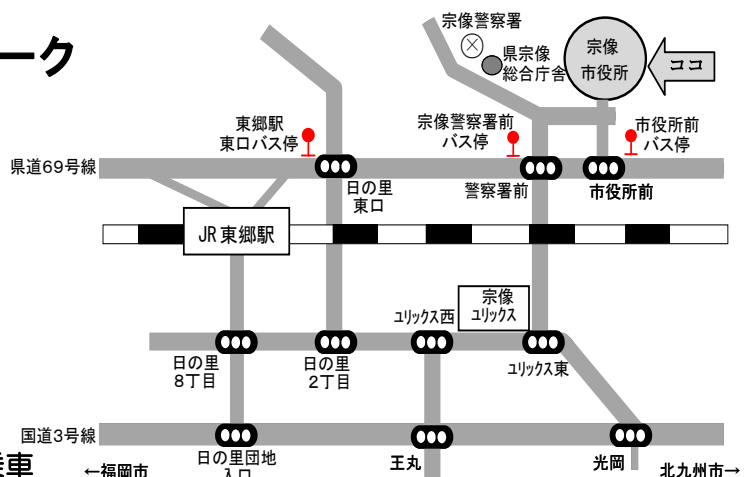 ーク
宗像警察署
県宗像
総合庁舎
宗像
市役所
ココ
東郷駅
東口バス停
宗像警察署前
バス停
市役所前
バス停
県道69号線
日の里
東口
警察署前
市役所前
JR東郷駅
宗像
ユリックス
ユリックス西
日の里
8丁目
日の里
2丁目
ユリックス東
国道3号線
日の里団地
入口
王丸
光岡
車
←福岡市
北九州市→